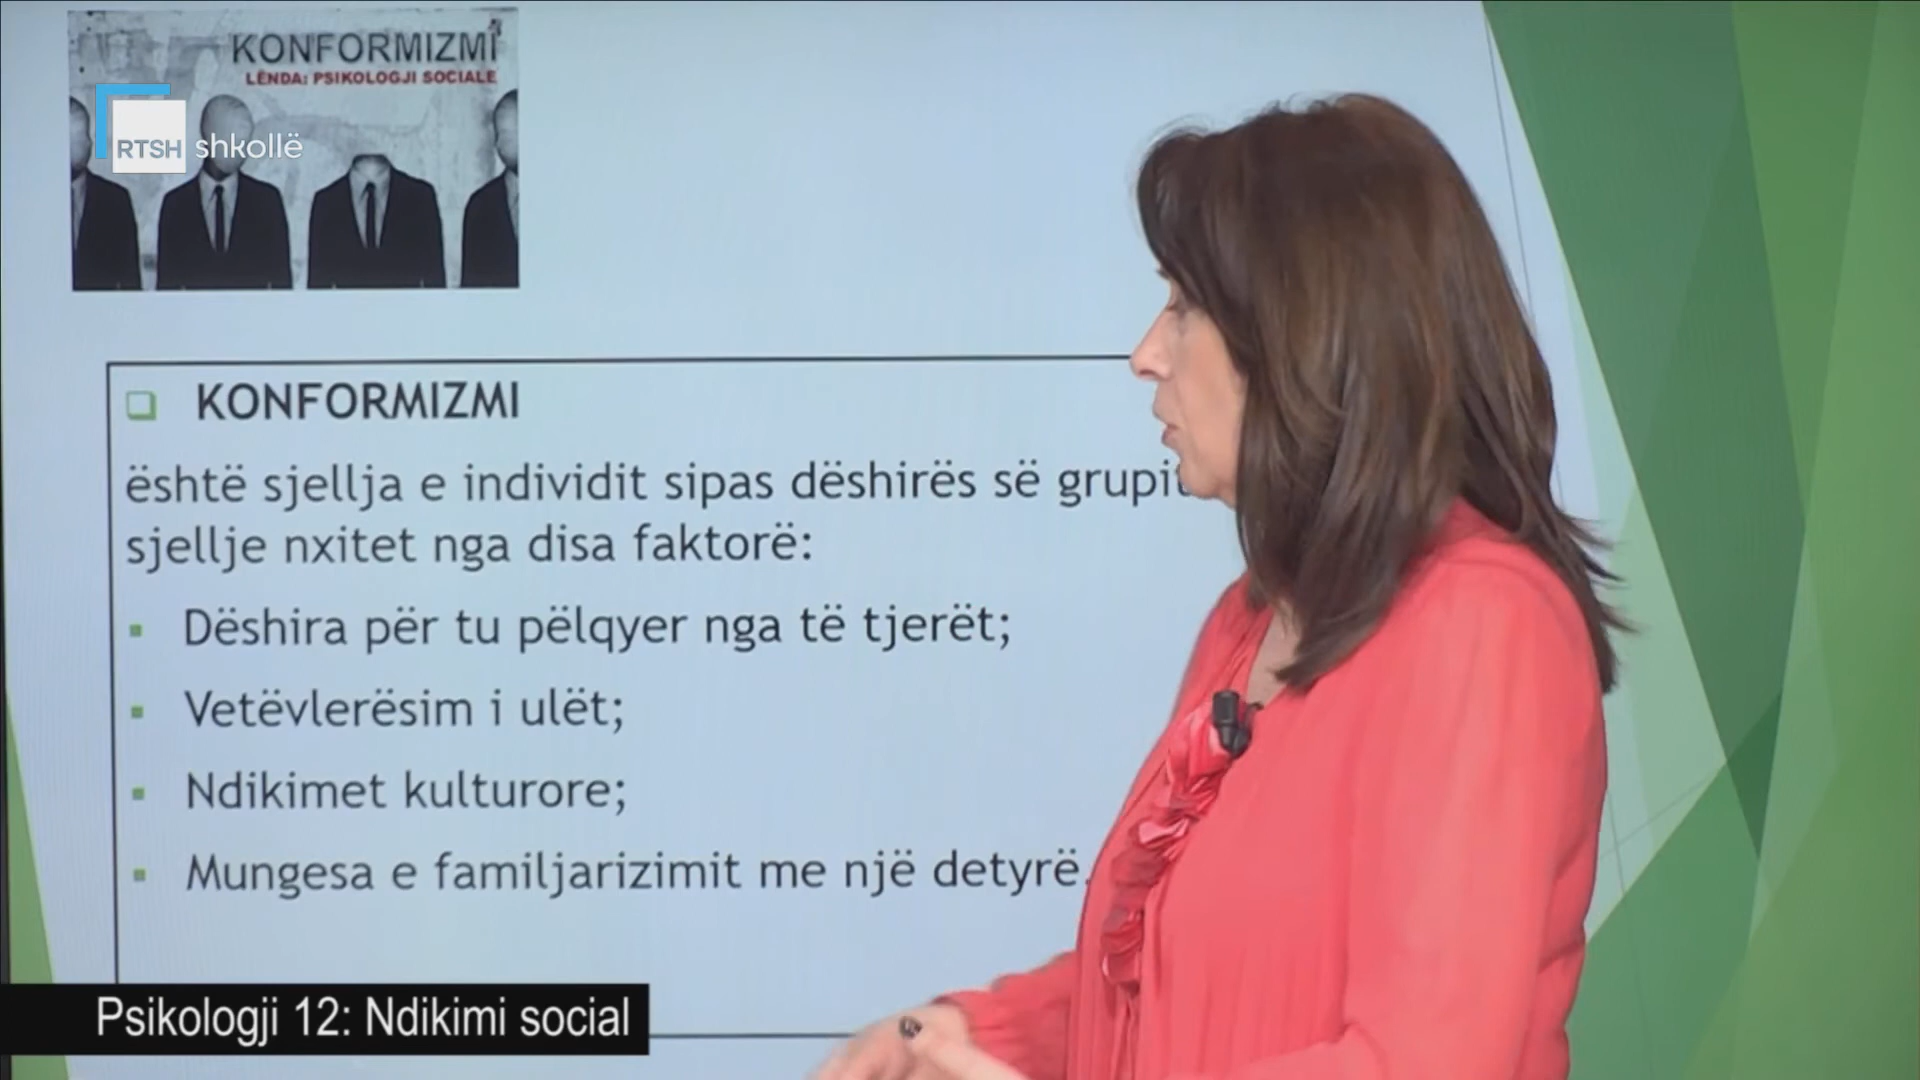 KONFORMIZMI
LËNDA: PSIKOLOGJI SOCIALE
RTSH shkollë
KONFORMIZMI
është sjellja e individit sipas dëshirës së grupit
sjellje nxitet nga disa faktorë:
Dëshira për tu pëlqyer nga të tjerët;
Vetëvlerësim i ulët;
Ndikimet kulturore;
Mungesa e familjarizimit me një detyrë.
Psikologji 12: Ndikimi social